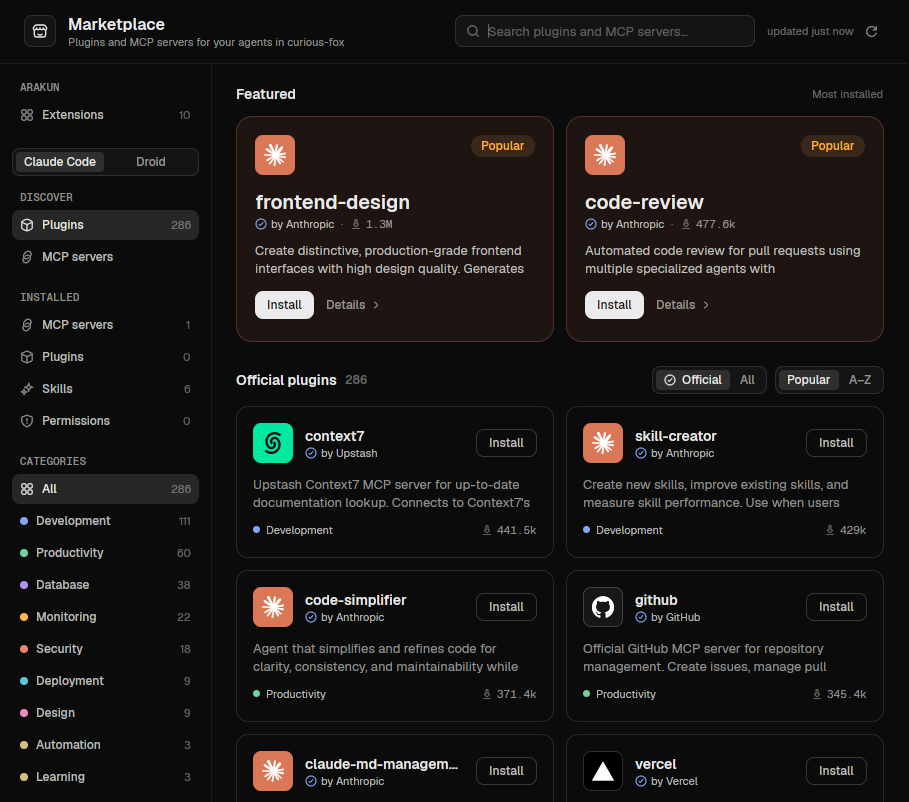 Marketplace
Plugins and MCP servers for your agents in curious-fox
Search plugins and MCP servers…
updated just now
ARAKUN
Extensions 10
Claude Code Droid
DISCOVER
Plugins 286
MCP servers
INSTALLED
MCP servers 1
Plugins 0
Skills 6
Permissions 0
CATEGORIES
All 286
Development 111
Productivity 60
Database 38
Monitoring 22
Security 18
Deployment 9
Design 9
Automation 3
Learning 3
Featured
Most installed
Popular
frontend-design
by Anthropic · 1.3M
Create distinctive, production-grade frontend
interfaces with high design quality. Generates
Install Details
Popular
code-review
by Anthropic · 477.6k
Automated code review for pull requests using
multiple specialized agents with
Install Details
Official plugins 286
Official All
Popular A–Z
context7
by Upstash
Install
Upstash Context7 MCP server for up-to-date
documentation lookup. Connects to Context7's
Development 441.5k
skill-creator
by Anthropic
Install
Create new skills, improve existing skills, and
measure skill performance. Use when users
Development 429k
code-simplifier
by Anthropic
Install
Agent that simplifies and refines code for
clarity, consistency, and maintainability while
Productivity 371.4k
github
by GitHub
Install
Official GitHub MCP server for repository
management. Create issues, manage pull
Productivity 345.4k
claude-md-managem…
by Anthropic
Install
vercel
by Vercel
Install